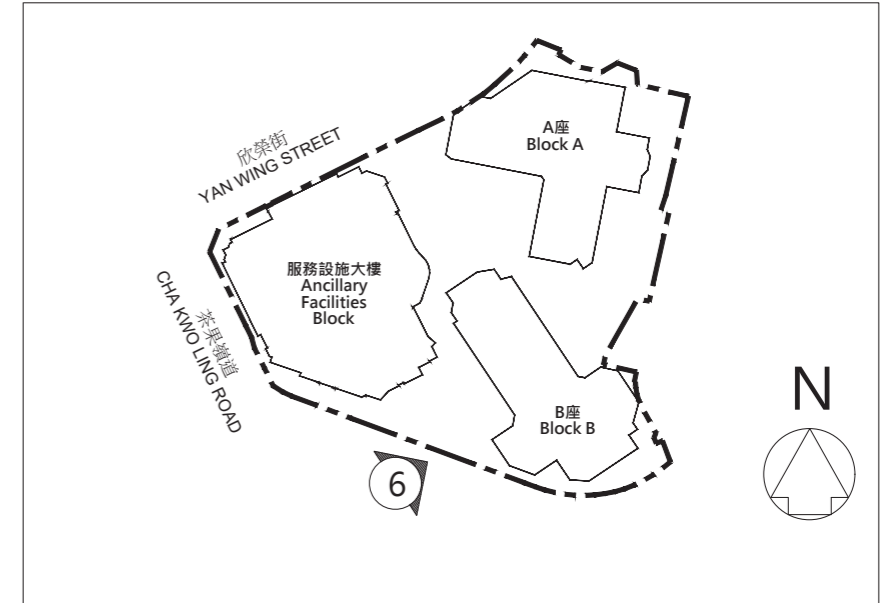 欣榮街
YAN WING STREET
A座
Block A
服務設施大樓
Ancillary
Facilities
Block
茶果嶺道
CHA KWO LING ROAD
B座
Block B
6
N